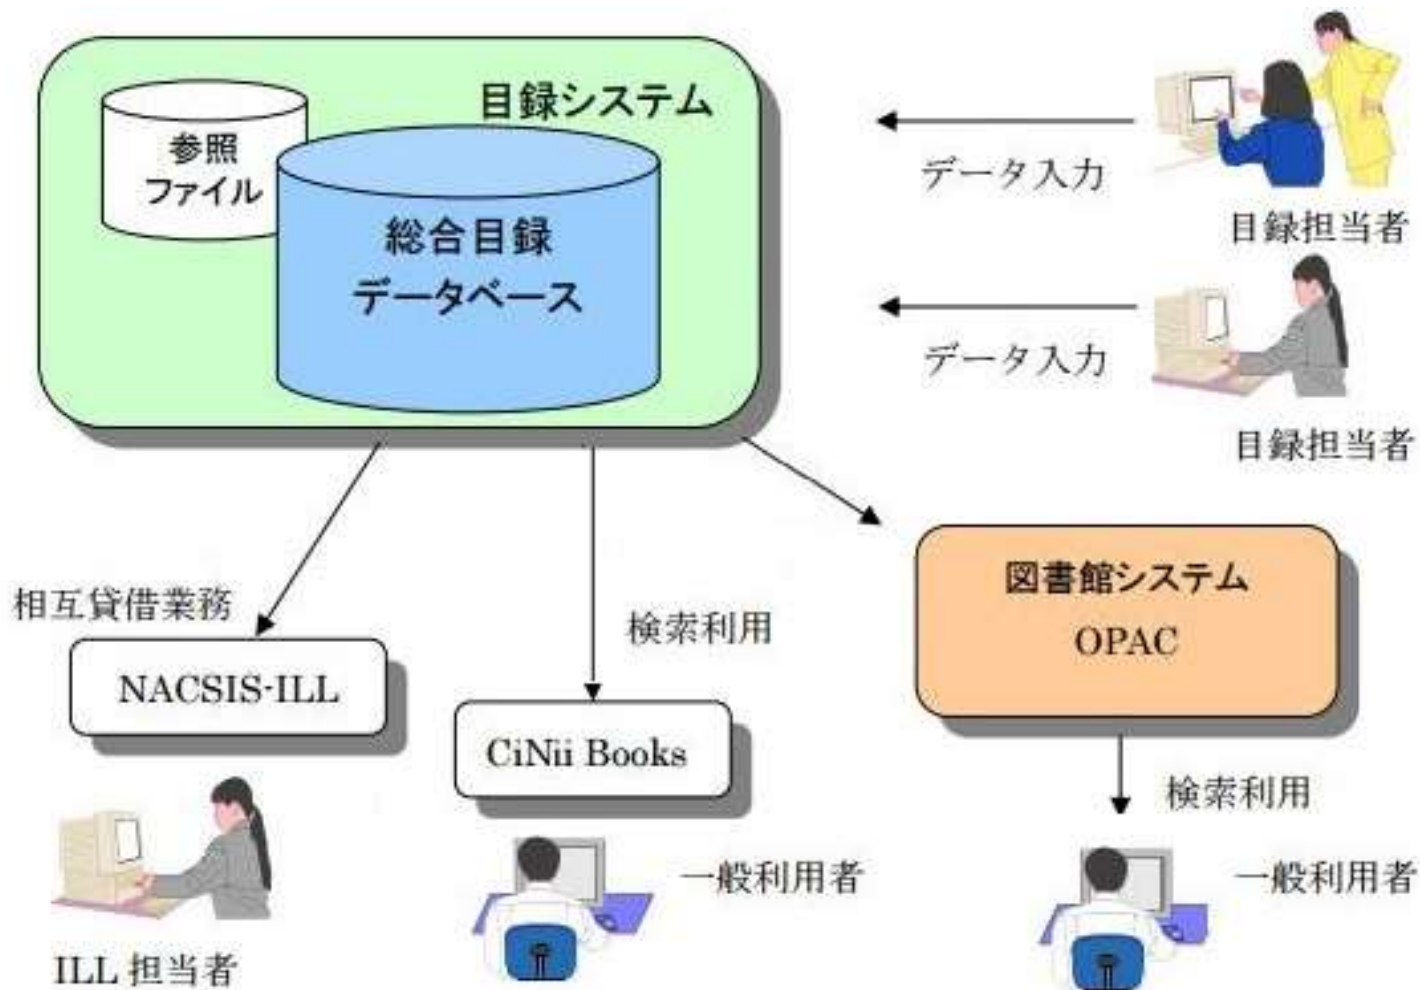 目録システム
参照
ファイル
総合目録
データベース
データ入力
目録担当者
データ入力
目録担当者
相互貸借業務
NACSIS-ILL
ILL 担当者
検索利用
CiNii Books
一般利用者
図書館システム
OPAC
検索利用
一般利用者